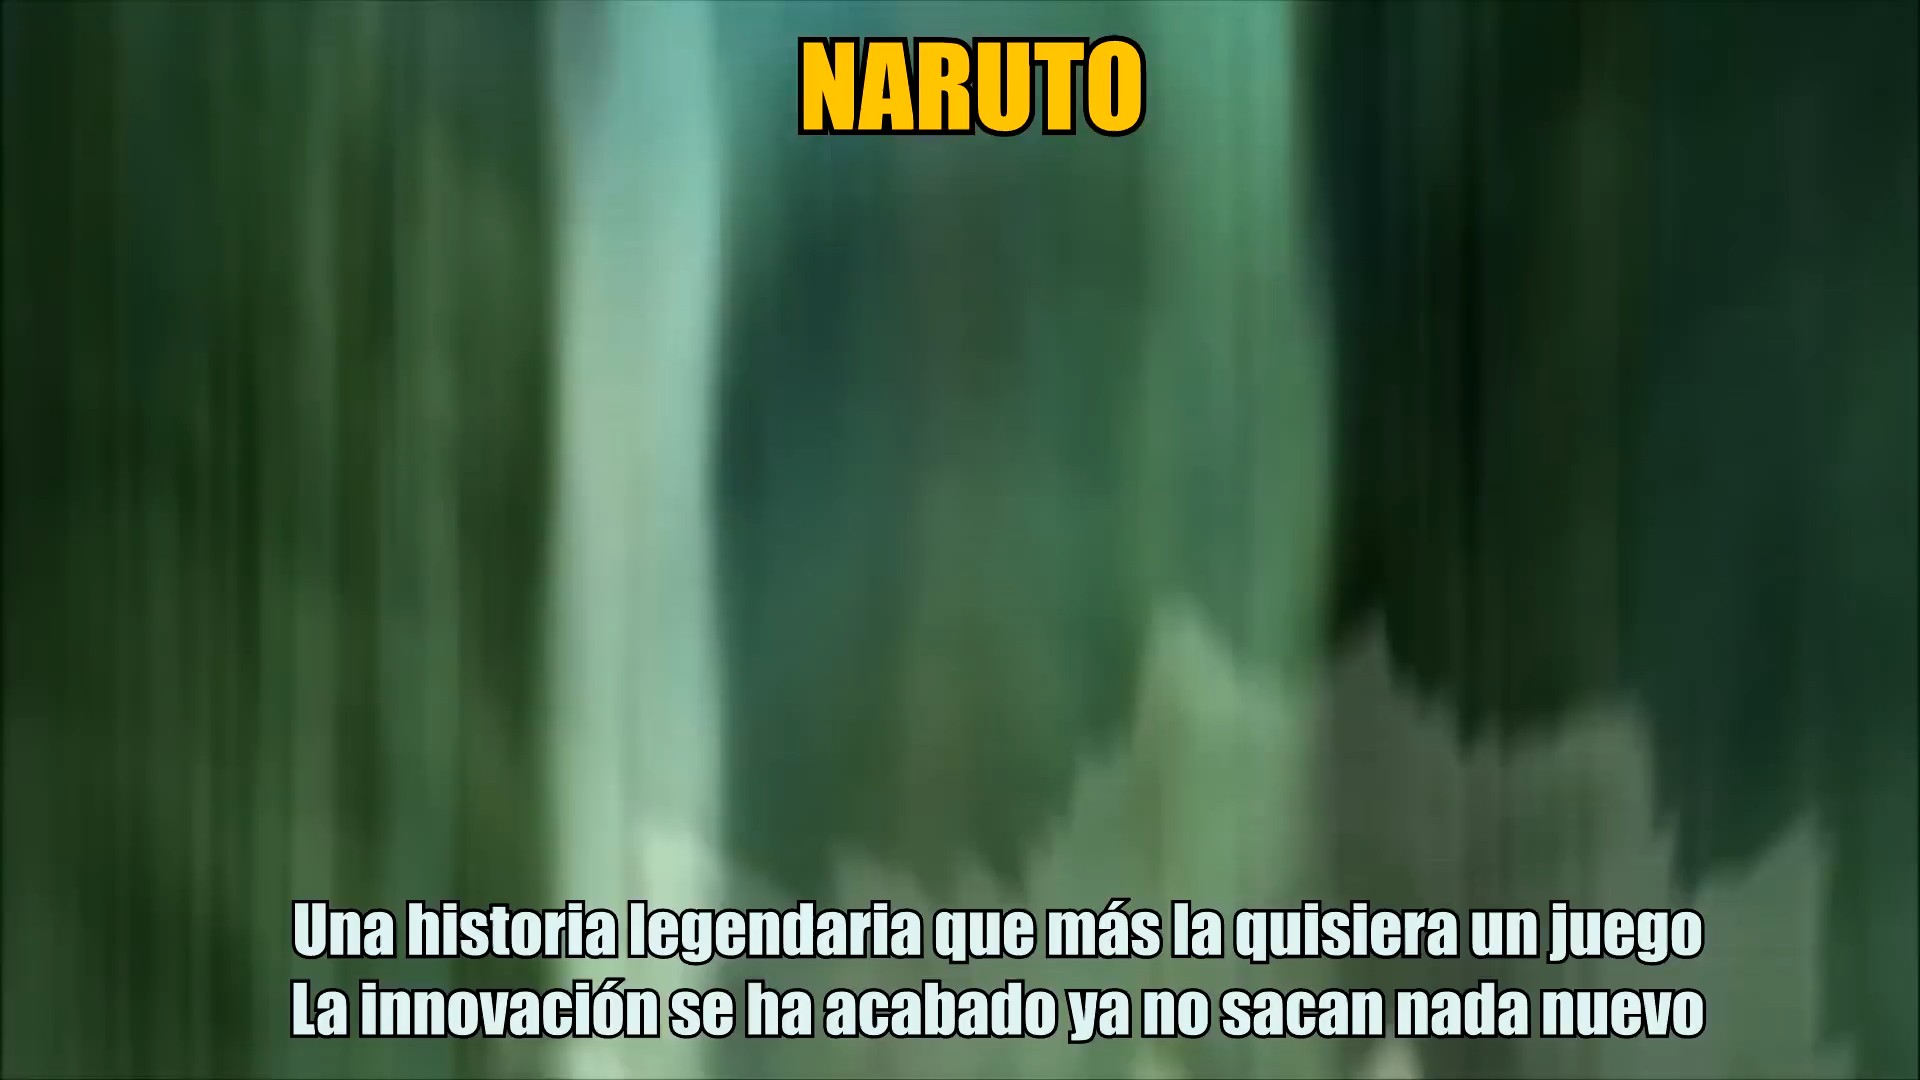 NARUTO
Una historia legendaria que más la quisiera un juego
La innovación se ha acabado ya no sacan nada nuevo